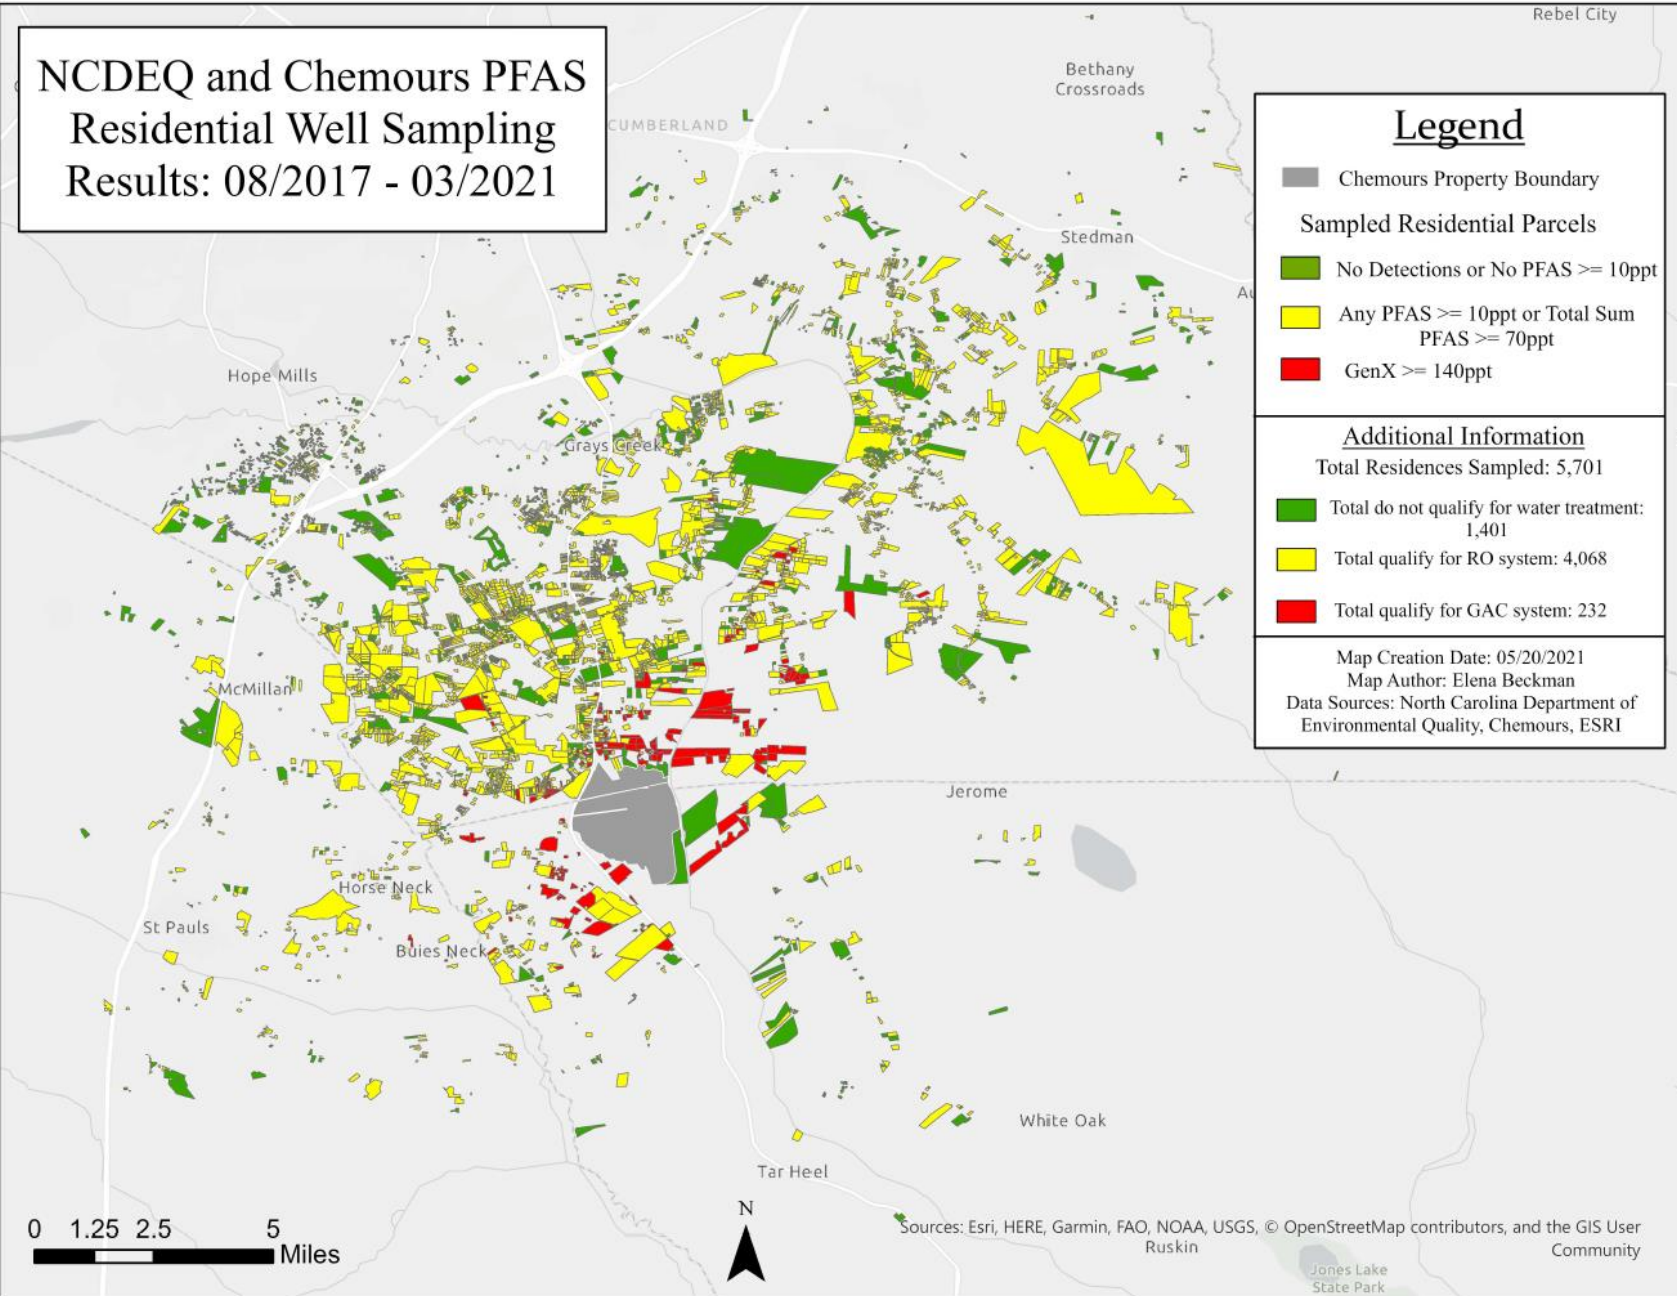 NCDEQ and Chemours PFAS
Residential Well Sampling
Results: 08/2017 - 03/2021
Rebel City
Bethany
Crossroads
CUMBERLAND
Stedman
Hope Mills
Grays Creek
McMillan
Jerome
Horse Neck
St Pauls
Buies Neck
White Oak
Tar Heel
Ruskin
Jones Lake
State Park
Legend
Chemours Property Boundary
Sampled Residential Parcels
No Detections or No PFAS >= 10ppt
Any PFAS >= 10ppt or Total Sum
PFAS >= 70ppt
GenX >= 140ppt
Additional Information
Total Residences Sampled: 5,701
Total do not qualify for water treatment:
1,401
Total qualify for RO system: 4,068
Total qualify for GAC system: 232
Map Creation Date: 05/20/2021
Map Author: Elena Beckman
Data Sources: North Carolina Department of
Environmental Quality, Chemours, ESRI
0 1.25 2.5 5
Miles
N
Sources: Esri, HERE, Garmin, FAO, NOAA, USGS, © OpenStreetMap contributors, and the GIS User
Community